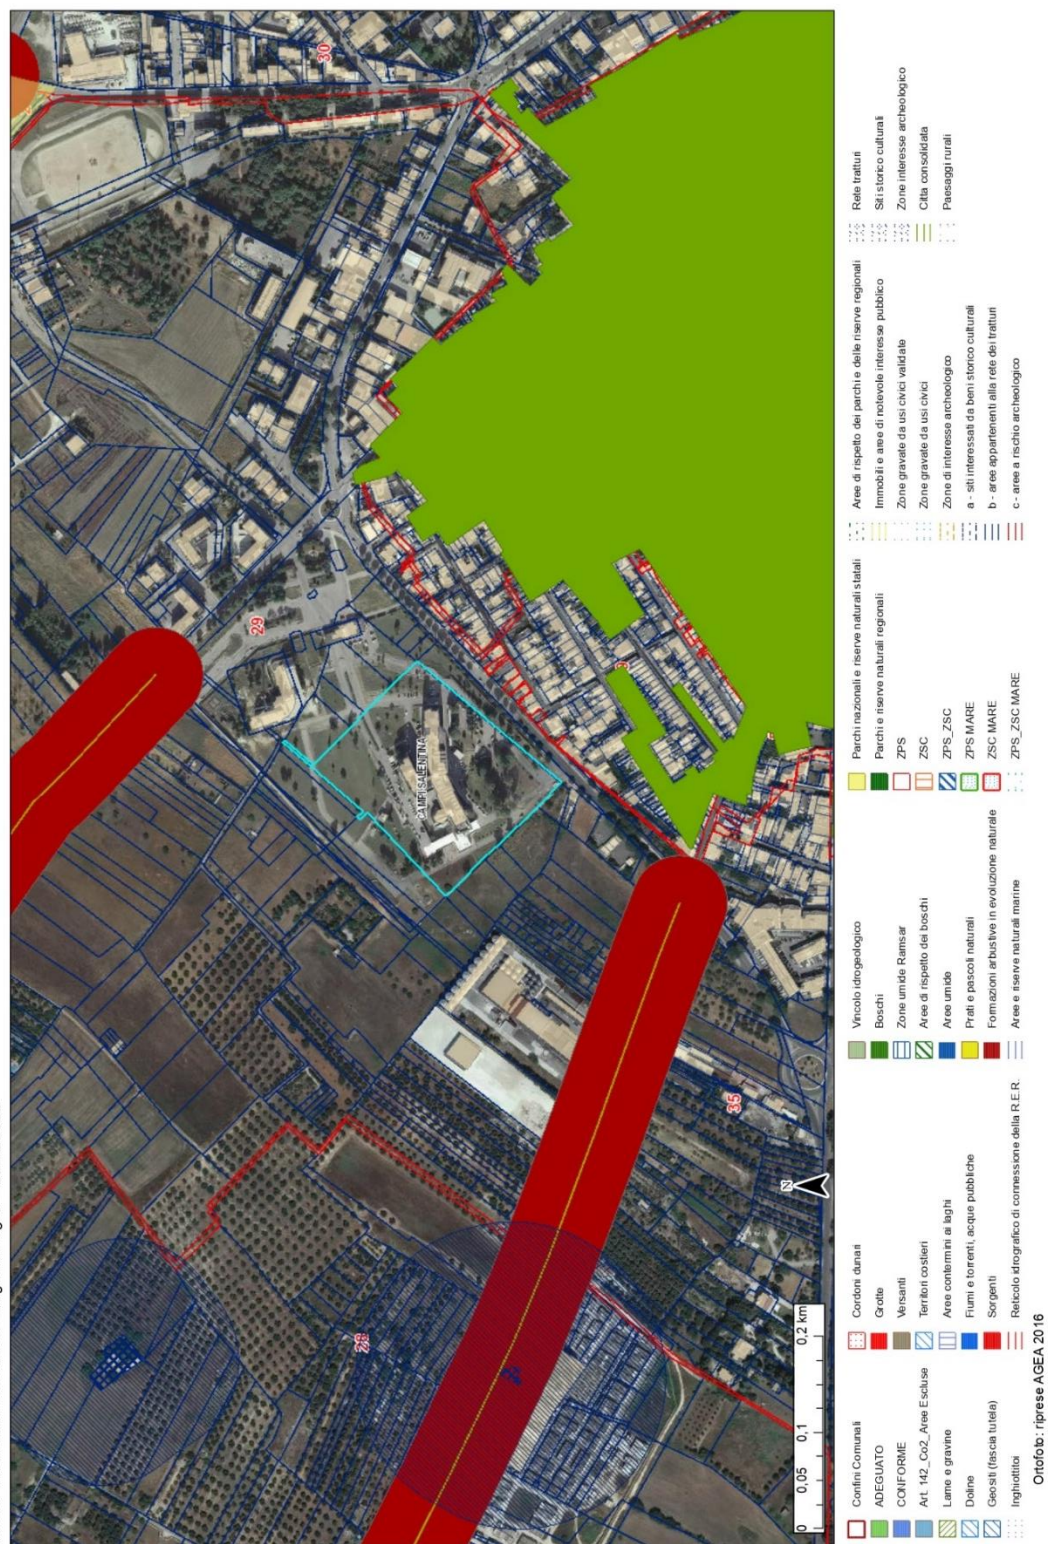 30
29
CAMPI SALENTINA
9
28
35
N
0 0,05 0,1 0,2 km
Confini Comunali
ADEGUATO
CONFORME
Art. 142_Co2_Aree Escluse
Lame e gravine
Doline
Geositi (fascia tutela)
Inghiottitoi
Cordoni dunari
Grotte
Versanti
Territori costieri
Aree contermini ai laghi
Fiumi e torrenti, acque pubbliche
Sorgenti
Reticolo idrografico di connessione della R.E.R.
Vincolo idrogeologico
Boschi
Zone umide Ramsar
Aree di rispetto dei boschi
Aree umide
Prati e pascoli naturali
Formazioni arbustive in evoluzione naturale
Aree e riserve naturali marine
Parchi nazionali e riserve naturali statali
Parchi e riserve naturali regionali
ZPS
ZSC
ZPS_ZSC
ZPS MARE
ZSC MARE
ZPS_ZSC MARE
Aree di rispetto dei parchi e delle riserve regionali
Immobili e aree di notevole interesse pubblico
Zone gravate da usi civici validate
Zone gravate da usi civici
Zone di interesse archeologico
a - siti interessati da beni storico culturali
b - aree appartenenti alla rete dei tratturi
c - aree a rischio archeologico
Rete tratturi
Siti storico culturali
Zone interesse archeologico
Citta consolidata
Paesaggi rurali
Ortofoto: riprese AGEA 2016